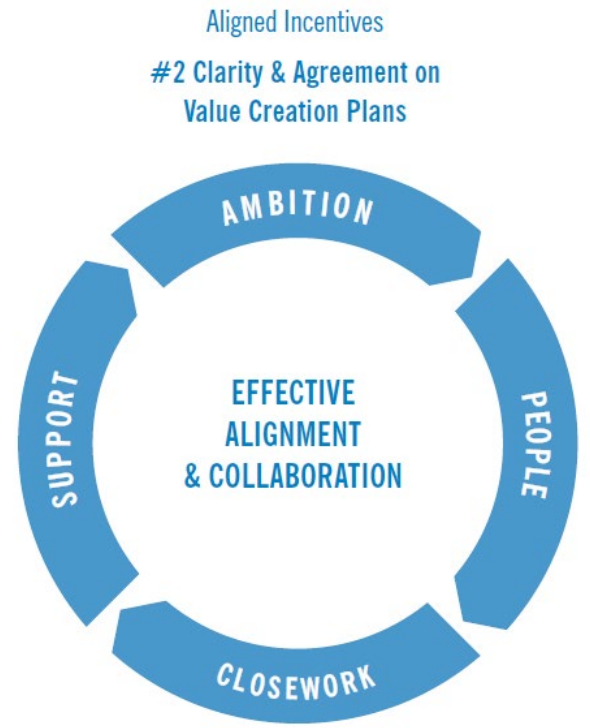 Aligned Incentives
#2 Clarity & Agreement on
Value Creation Plans
AMBITION
PEOPLE
CLOSEWORK
SUPPORT
EFFECTIVE
ALIGNMENT
& COLLABORATION